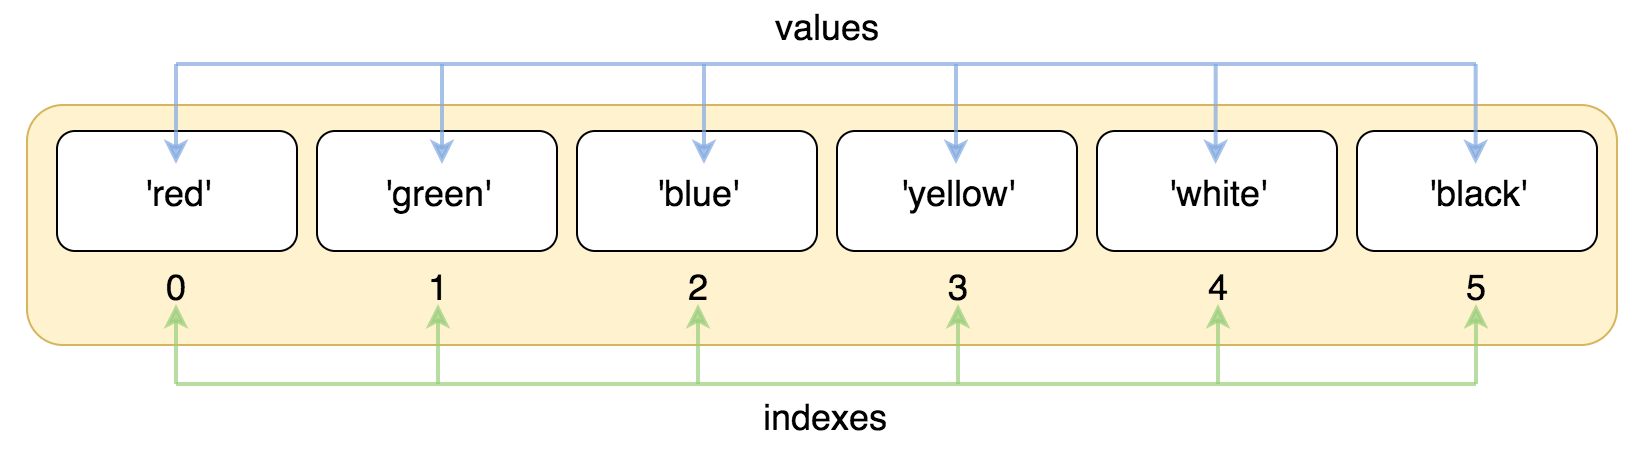 values
'red' 'green' 'blue' 'yellow' 'white' 'black'
0 1 2 3 4 5
indexes